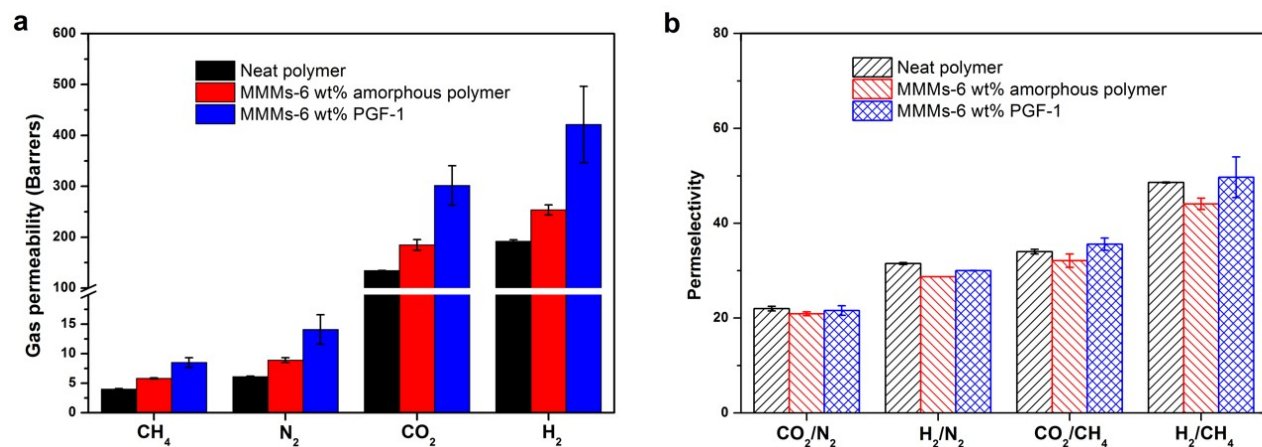 a
Gas permeability (Barrers)
600
500
400
300
200
100
15
10
5
0
Neat polymer
MMMs-6 wt% amorphous polymer
MMMs-6 wt% PGF-1
CH₄
N₂
CO₂
H₂
b
Permselectivity
80
60
40
20
0
Neat polymer
MMMs-6 wt% amorphous polymer
MMMs-6 wt% PGF-1
CO₂/N₂
H₂/N₂
CO₂/CH₄
H₂/CH₄